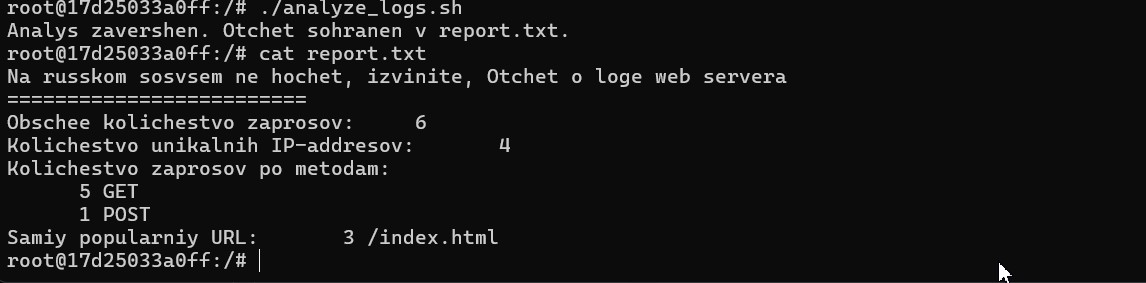 root@17d25033a0ff:/# ./analyze_logs.sh
Analys zavershen. Otchet sohranen v report.txt.
root@17d25033a0ff:/# cat report.txt
Na russkom sosvsem ne hochet, izvinite, Otchet o loge web servera
=========================
Obschee kolichestvo zaprosov:     6
Kolichestvo unikalnih IP-addresov:       4
Kolichestvo zaprosov po metodam:
      5 GET
      1 POST
Samiy popularniy URL:       3 /index.html
root@17d25033a0ff:/#